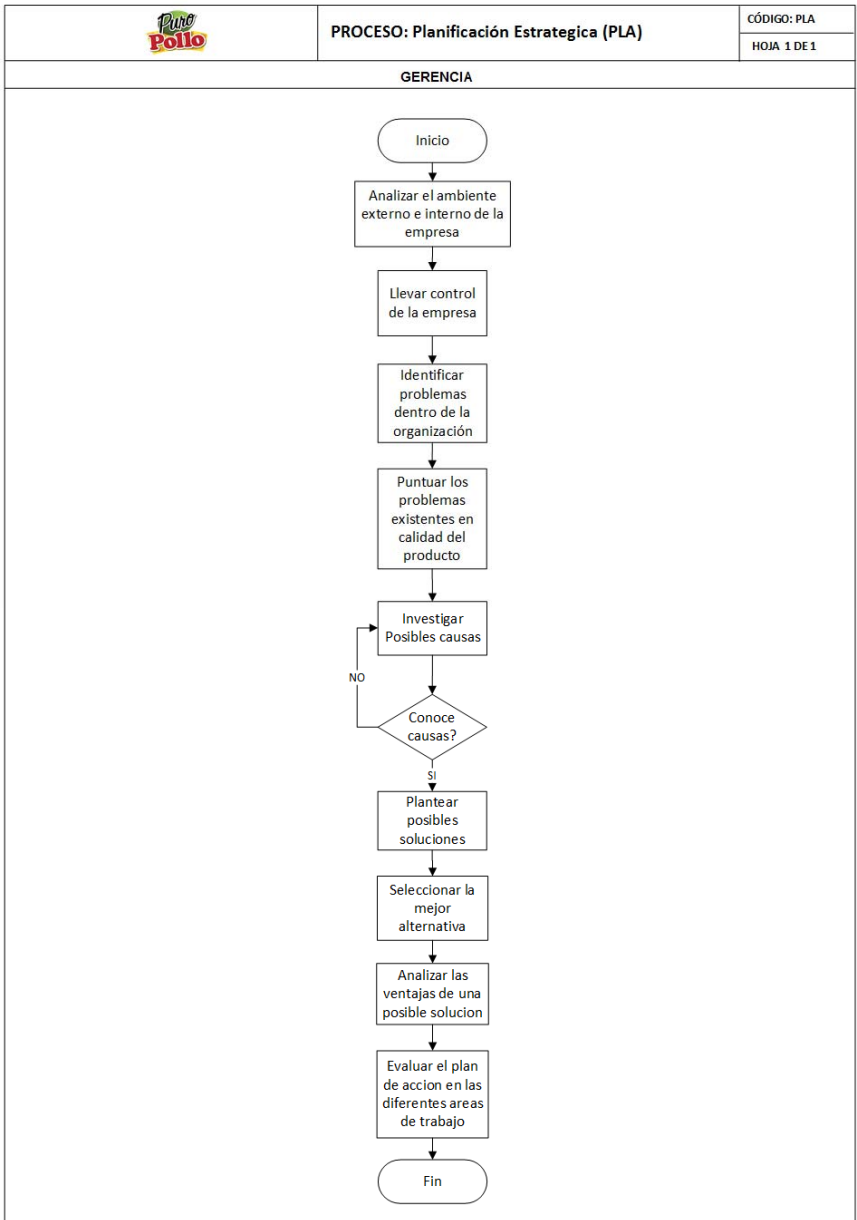 Puro
Pollo
PROCESO: Planificación Estrategica (PLA)
CÓDIGO: PLA
HOJA 1 DE 1
GERENCIA
Inicio
Analizar el ambiente
externo e interno de la
empresa
Llevar control
de la empresa
Identificar
problemas
dentro de la
organización
Puntuar los
problemas
existentes en
calidad del
producto
Investigar
Posibles causas
NO
Conoce
causas?
SI
Plantear
posibles
soluciones
Seleccionar la
mejor
alternativa
Analizar las
ventajas de una
posible solucion
Evaluar el plan
de accion en las
diferentes areas
de trabajo
Fin